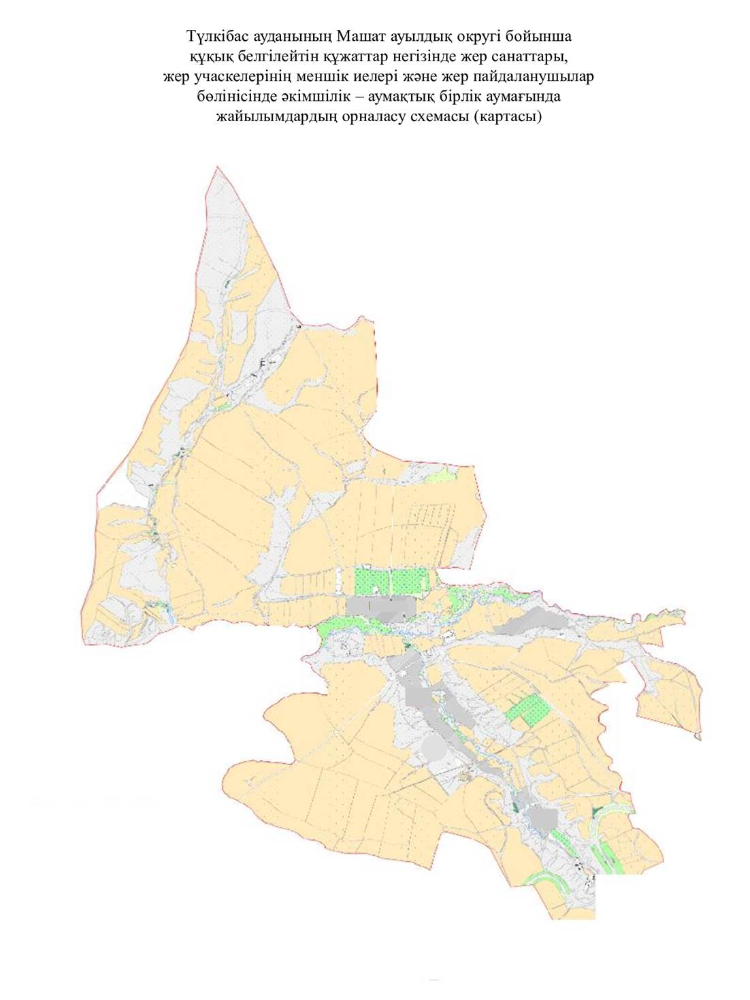 Түлкібас ауданының Машат ауылдық округі бойынша
құқық белгілейтін құжаттар негізінде жер санаттары,
жер учаскелерінің меншік иелері және жер пайдаланушылар
бөлінісінде әкімшілік – аумақтық бірлік аумағында
жайылымдардың орналасу схемасы (картасы)